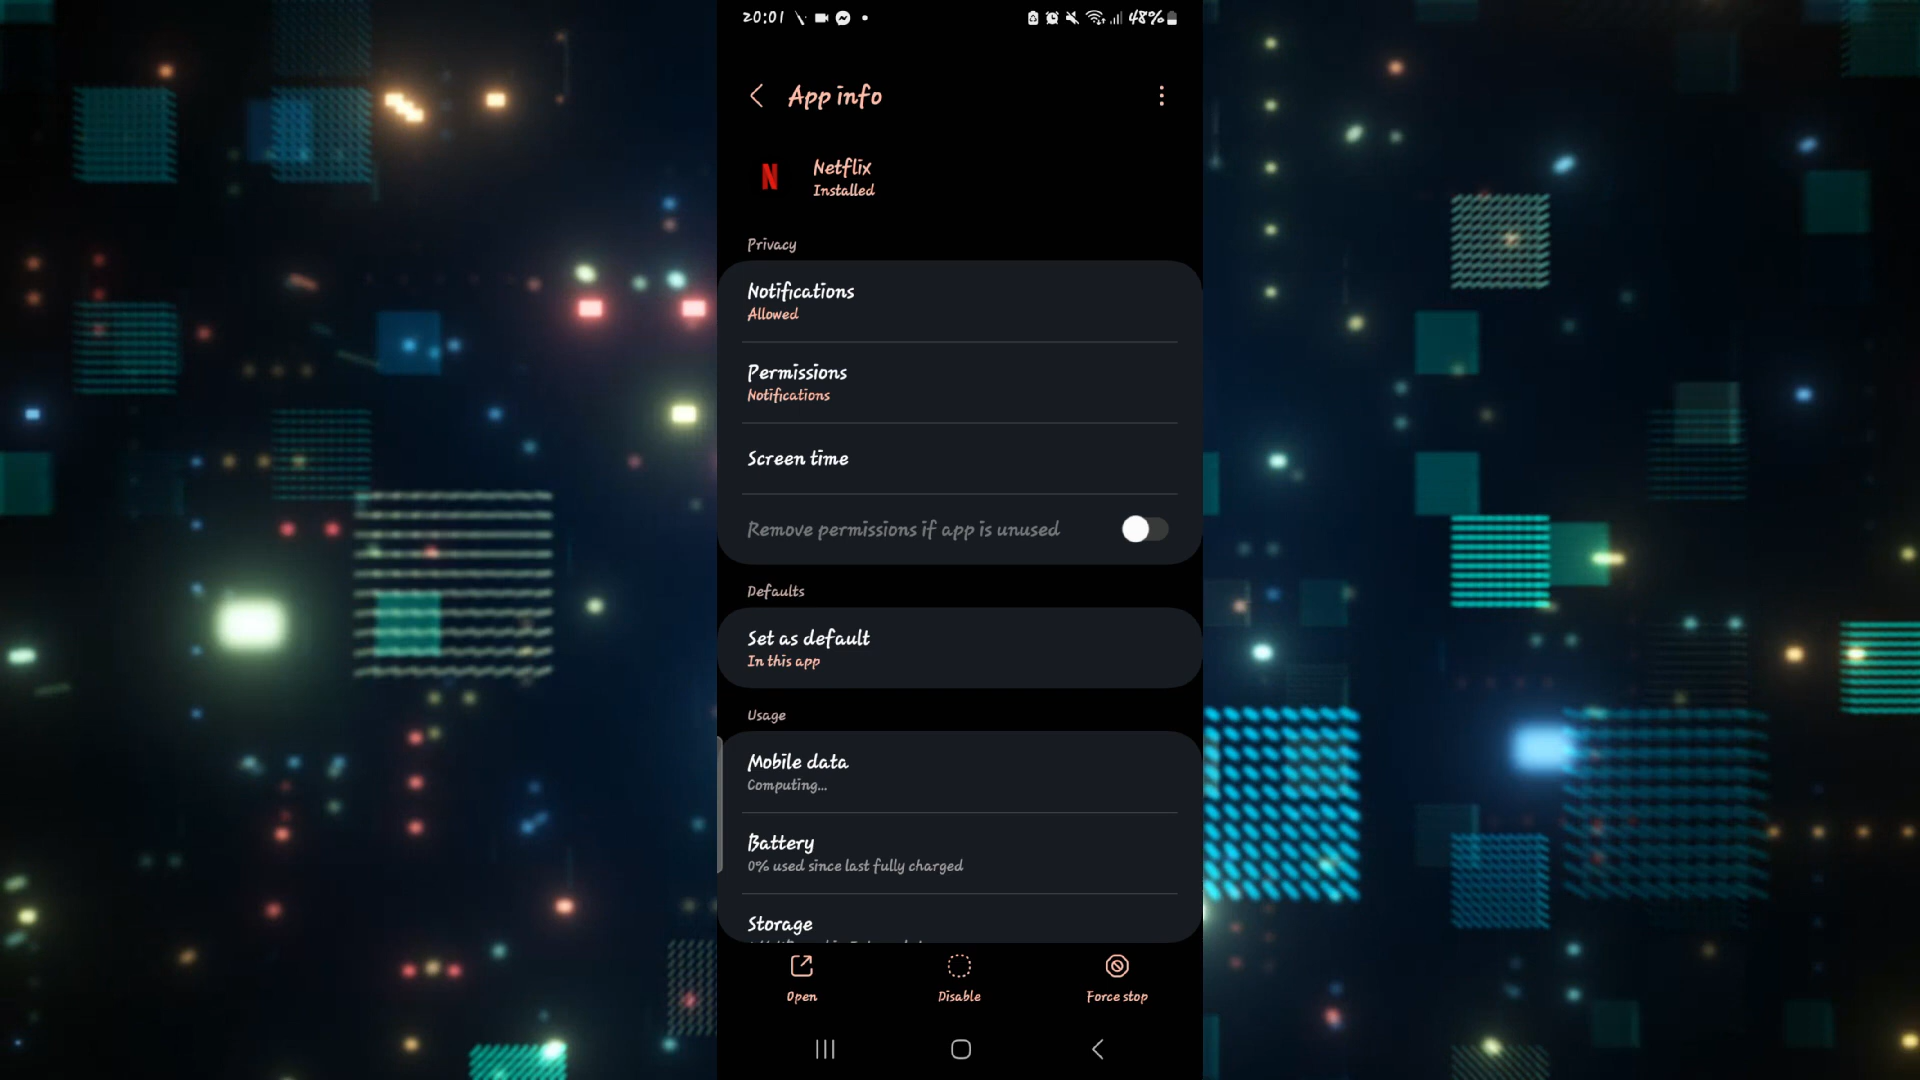 20:01
48%
App info
Netflix
Installed
Privacy
Notifications
Allowed
Permissions
Notifications
Screen time
Remove permissions if app is unused
Defaults
Set as default
In this app
Usage
Mobile data
Computing...
Battery
0% used since last fully charged
Storage
Open
Disable
Force stop